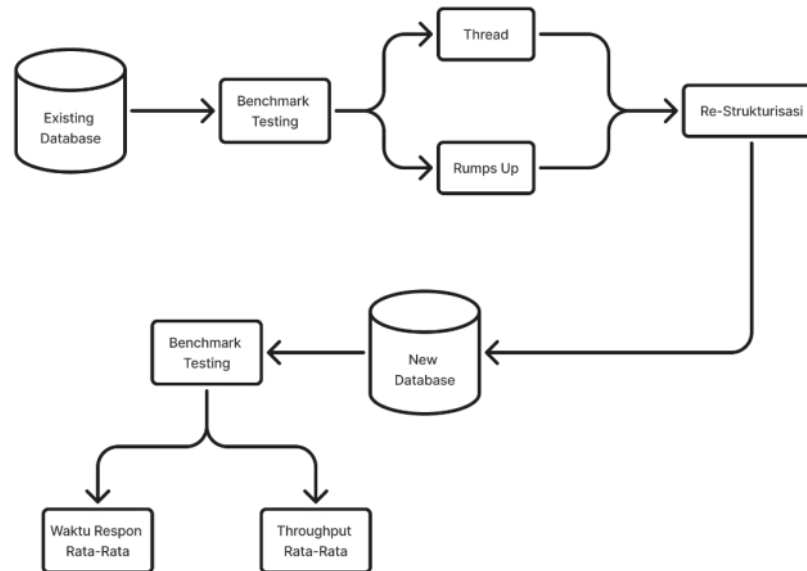 Existing
Database
Benchmark
Testing
Thread
Rumps Up
Re-Strukturisasi
New
Database
Benchmark
Testing
Waktu Respon
Rata-Rata
Throughput
Rata-Rata